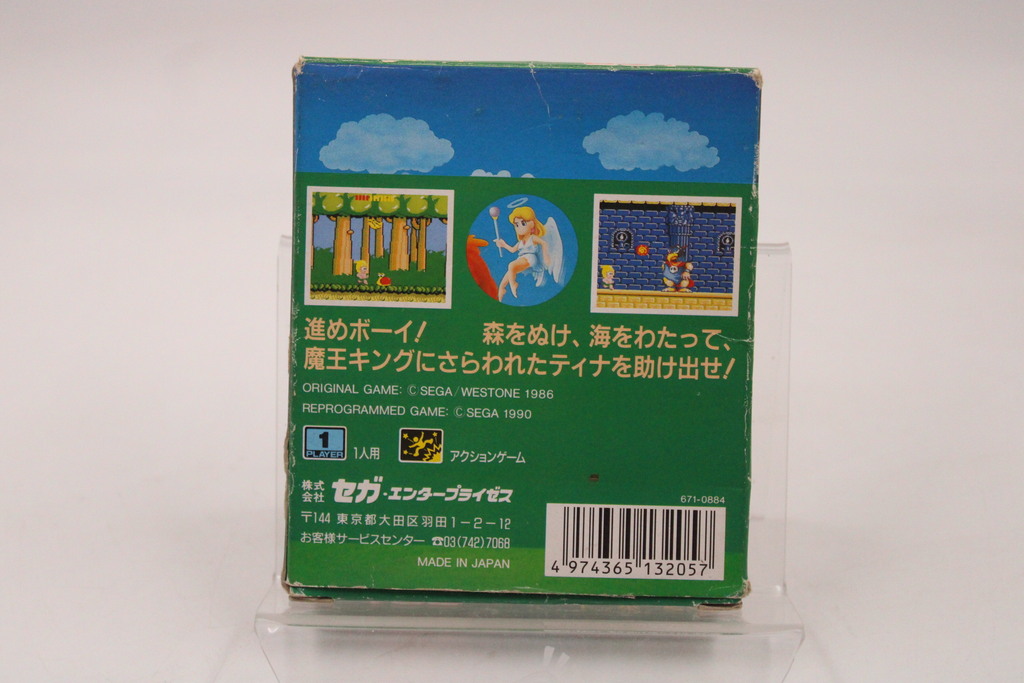 進めボーイ! 森をぬけ、海をわたって、
魔王キングにさらわれたティナを助け出せ!
ORIGINAL GAME: ©SEGA/WESTONE 1986
REPROGRAMMED GAME: ©SEGA 1990
1 PLAYER 1人用 アクションゲーム
株式会社 セガ・エンタープライゼス
〒144 東京都大田区羽田1-2-12
お客様サービスセンター ☎03(742)7068
MADE IN JAPAN
671-0884
4 974365 132057